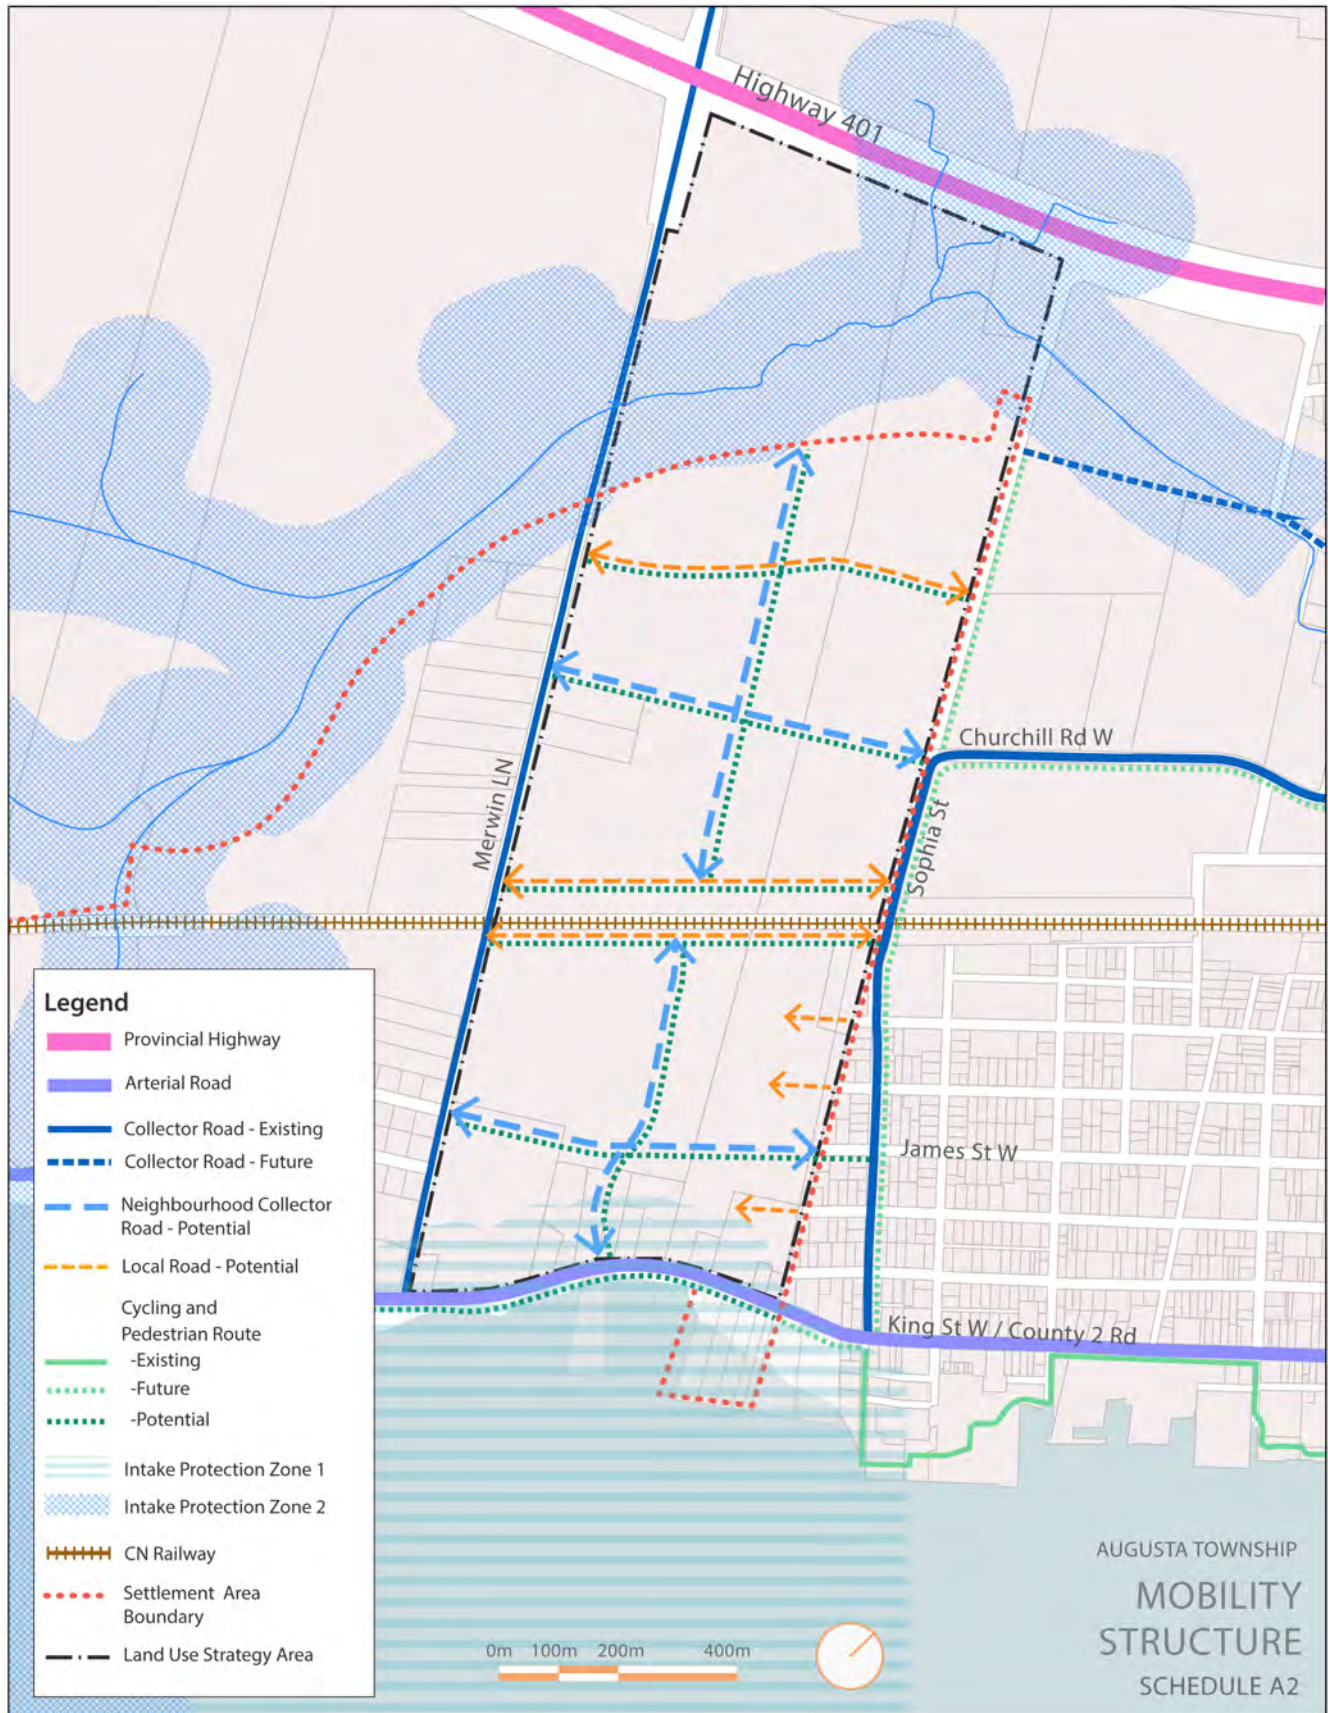 Highway 401
Churchill Rd W
Merwin LN
Sophia St
James St W
King St W / County 2 Rd
Legend
Provincial Highway
Arterial Road
Collector Road - Existing
Collector Road - Future
Neighbourhood Collector
Road - Potential
Local Road - Potential
Cycling and
Pedestrian Route
-Existing
-Future
-Potential
Intake Protection Zone 1
Intake Protection Zone 2
CN Railway
Settlement Area
Boundary
Land Use Strategy Area
0m 100m 200m 400m
AUGUSTA TOWNSHIP
MOBILITY
STRUCTURE
SCHEDULE A2